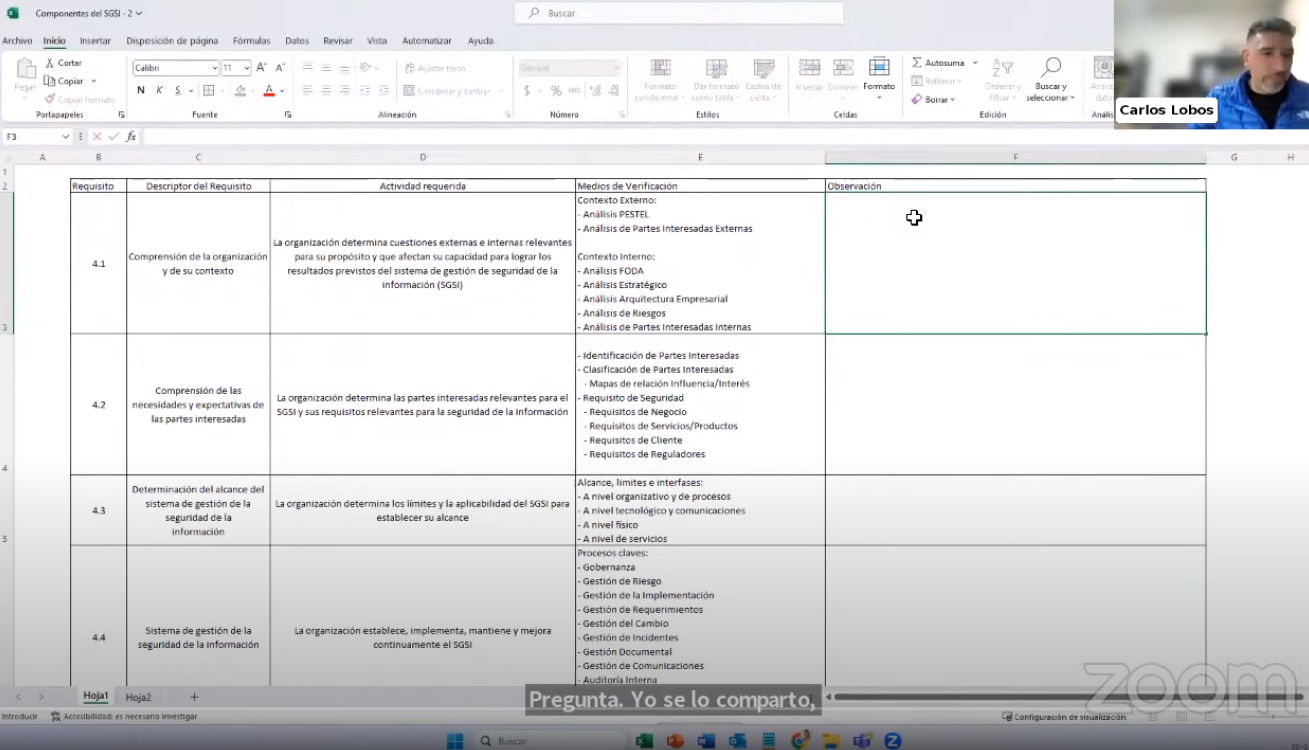 Componentes del SGSI - 2
Buscar
Archivo Inicio Insertar Disposición de página Fórmulas Datos Revisar Vista Automatizar Ayuda
Pegar
Cortar
Copiar
Copiar formato
Portapapeles
Calibri 11
N K S
Fuente
Ajustar texto
Combinar y centrar
Alineación
General
$ % 000
Número
Formato condicional
Dar formato como tabla
Estilos de celda
Estilos
Insertar Eliminar Formato
Celdas
Autosuma
Rellenar
Borrar
Ordenar y filtrar
Buscar y seleccionar
Edición
Carlos Lobos
F3 fx
A B C D E F G H
1
2 Requisito Descriptor del Requisito Actividad requerida Medios de Verificación Observación
3
4.1
Comprensión de la organización
y de su contexto
La organización determina cuestiones externas e internas relevantes
para su propósito y que afectan su capacidad para lograr los
resultados previstos del sistema de gestión de seguridad de la
información (SGSI)
Contexto Externo:
- Análisis PESTEL
- Análisis de Partes Interesadas Externas
Contexto Interno:
- Análisis FODA
- Análisis Estratégico
- Análisis Arquitectura Empresarial
- Análisis de Riesgos
- Análisis de Partes Interesadas Internas
4
4.2
Comprensión de las
necesidades y expectativas de
las partes interesadas
La organización determina las partes interesadas relevantes para el
SGSI y sus requisitos relevantes para la seguridad de la información
- Identificación de Partes Interesadas
- Clasificación de Partes Interesadas
- Mapas de relación Influencia/Interés
- Requisito de Seguridad
- Requisitos de Negocio
- Requisitos de Servicios/Productos
- Requisitos de Cliente
- Requisitos de Reguladores
5
4.3
Determinación del alcance del
sistema de gestión de la
seguridad de la
información
La organización determina los límites y la aplicabilidad del SGSI para
establecer su alcance
Alcance, limites e interfases:
- A nivel organizativo y de procesos
- A nivel tecnológico y comunicaciones
- A nivel físico
- A nivel de servicios
4.4
Sistema de gestión de la
seguridad de la información
La organización establece, implementa, mantiene y mejora
continuamente el SGSI
Procesos claves:
- Gobernanza
- Gestión de Riesgo
- Gestión de la Implementación
- Gestión de Requerimientos
- Gestión del Cambio
- Gestión de Incidentes
- Gestión Documental
- Gestión de Comunicaciones
- Auditoría Interna
Hoja1 Hoja2
Pregunta. Yo se lo comparto,
zoom
Introducir Accesibilidad: es necesario investigar
Configuración de visualización
Buscar